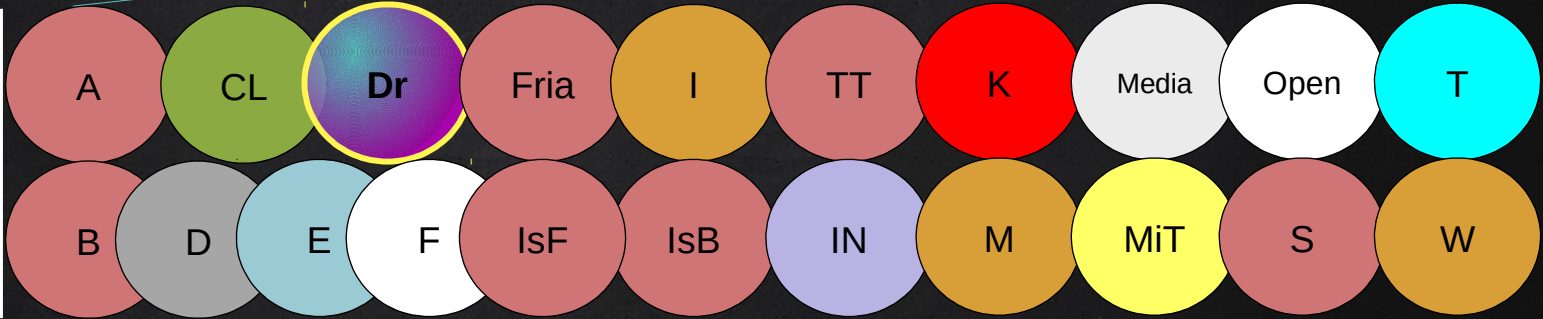 A CL Dr Fria I TT K Media Open T
B D E F IsF IsB IN M MiT S W